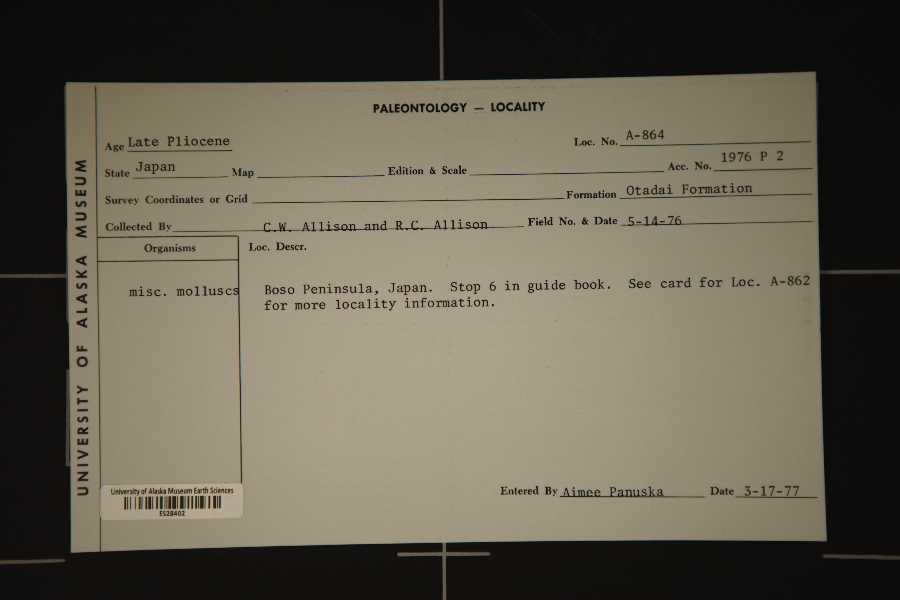 PALEONTOLOGY — LOCALITY
Age Late Pliocene Loc. No. A-864
State Japan Map Edition & Scale Acc. No. 1976 P 2
Survey Coordinates or Grid Formation Otadai Formation
Collected By C.W. Allison and R.C. Allison Field No. & Date 5-14-76
Organisms Loc. Descr.
misc. molluscs Boso Peninsula, Japan. Stop 6 in guide book. See card for Loc. A-862
for more locality information.
Entered By Aimee Panuska Date 3-17-77
UNIVERSITY OF ALASKA MUSEUM
University of Alaska Museum Earth Sciences
ES28402